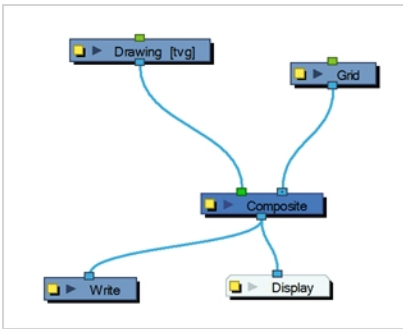 Drawing [tvg]
Grid
Composite
Write
Display